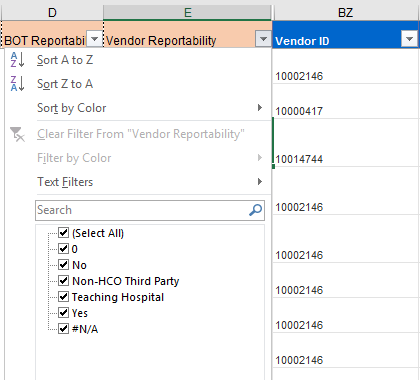 D E BZ
BOT Reportabi Vendor Reportability Vendor ID
Sort A to Z
Sort Z to A
Sort by Color
Clear Filter From "Vendor Reportability"
Filter by Color
Text Filters
Search
(Select All)
0
No
Non-HCO Third Party
Teaching Hospital
Yes
#N/A
10002146
10000417
10014744
10002146
10002146
10002146
10002146
10002146